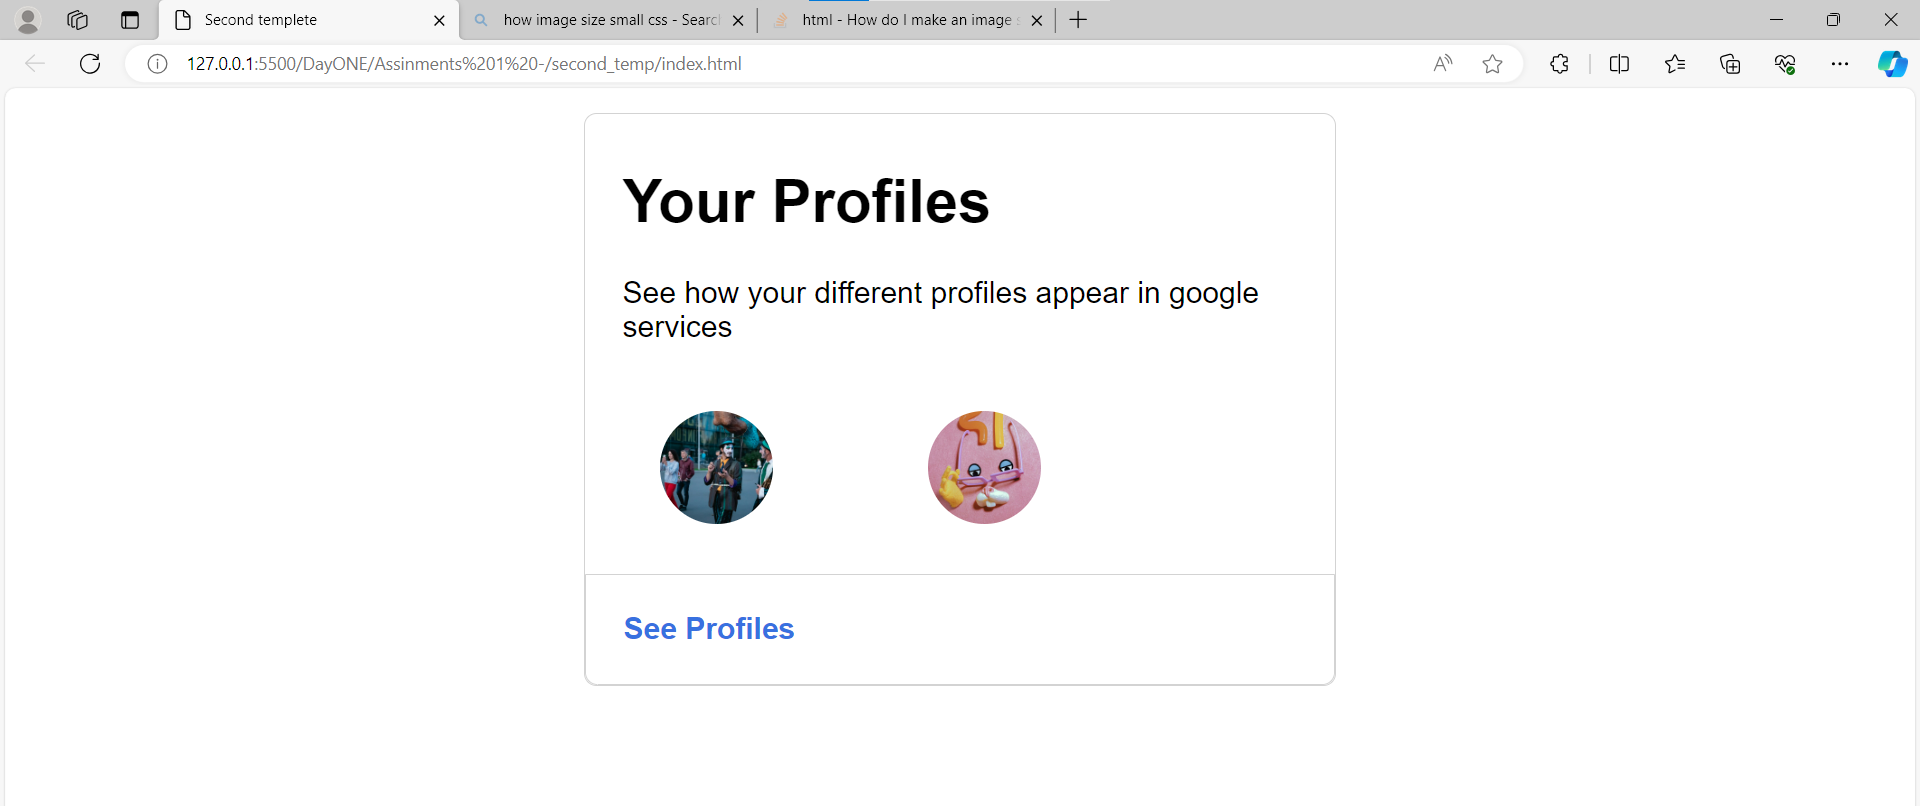 Second templete
how image size small css - Searc
html - How do I make an image s
127.0.0.1:5500/DayONE/Assinments%201%20-/second_temp/index.html
Your Profiles
See how your different profiles appear in google
services
See Profiles